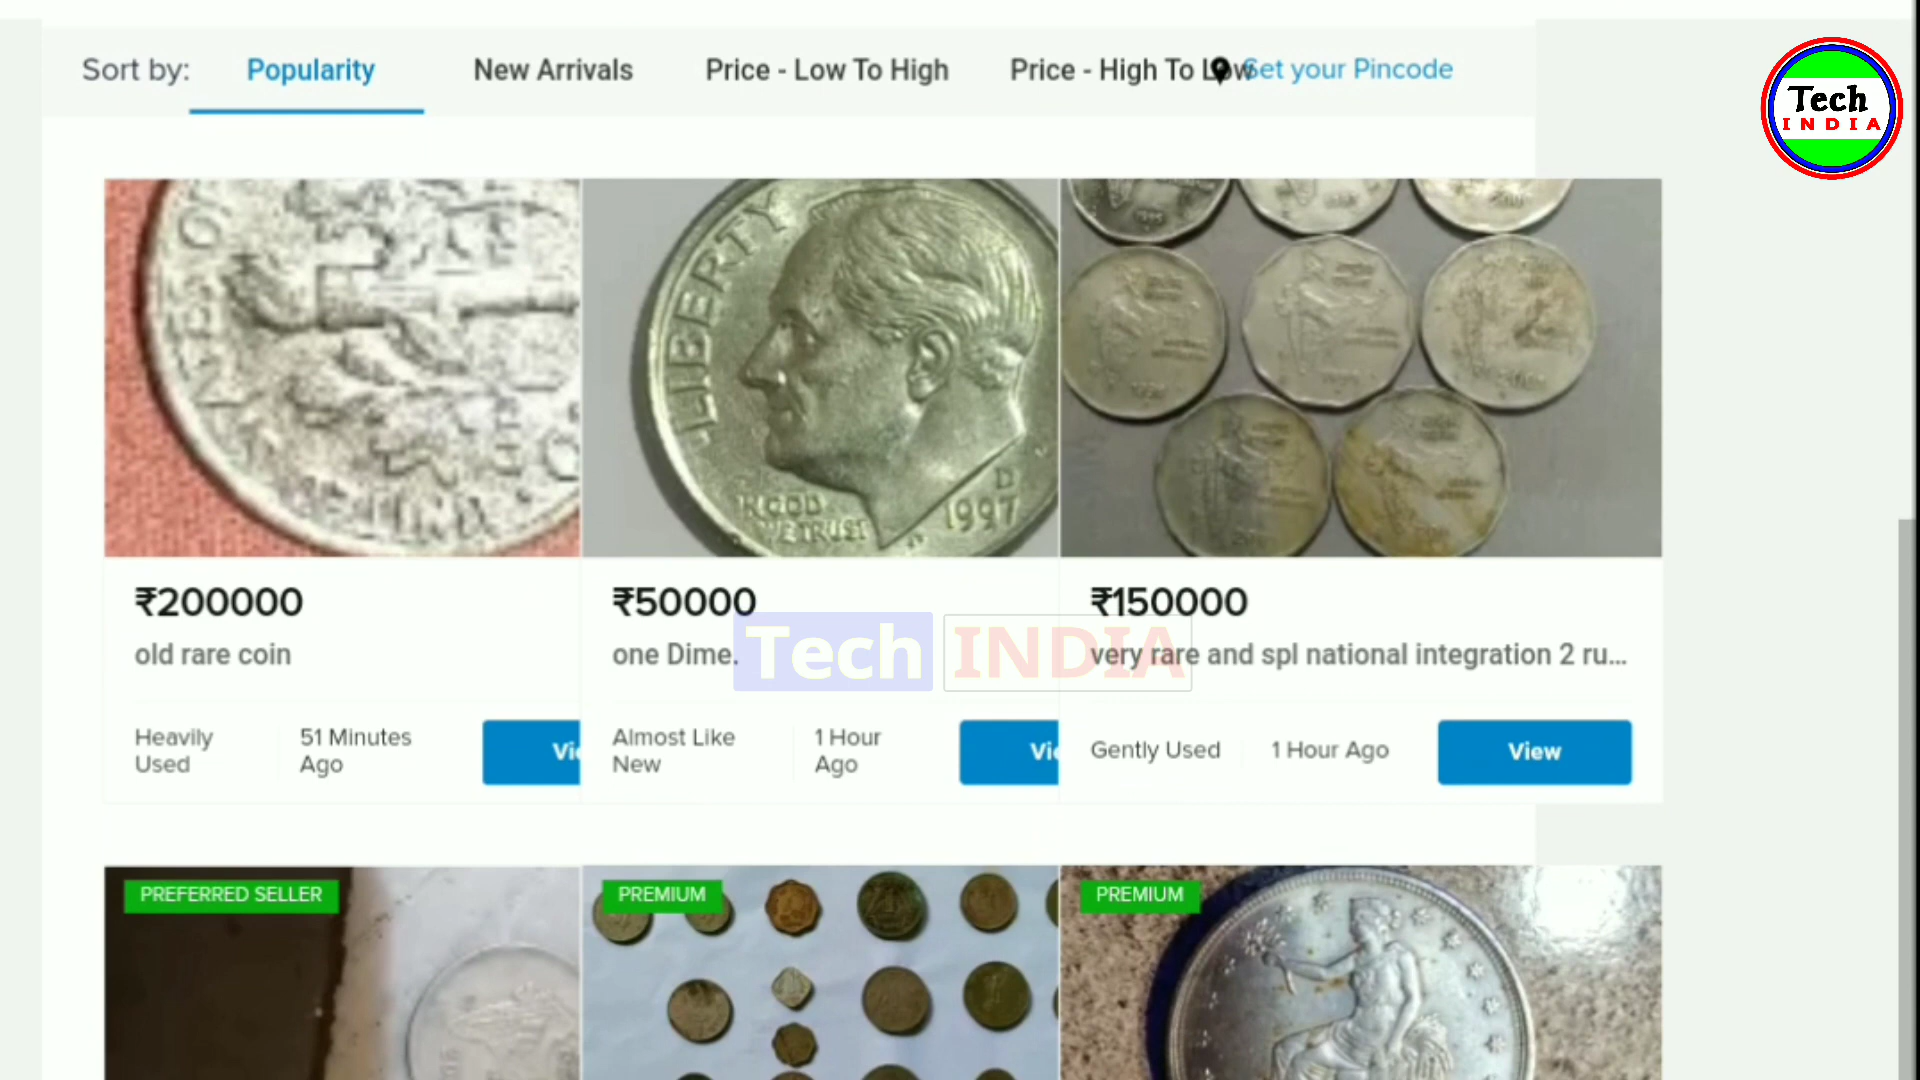 Sort by: Popularity New Arrivals Price - Low To High Price - High To Low Set your Pincode
Tech
INDIA
LIBERTY
D
1997
WE TRUST
₹200000
old rare coin
Heavily
Used
51 Minutes
Ago
₹50000
one Dime.
Almost Like
New
1 Hour
Ago
₹150000
very rare and spl national integration 2 ru...
Gently Used
1 Hour Ago
View
Tech INDIA
PREFERRED SELLER
PREMIUM
PREMIUM